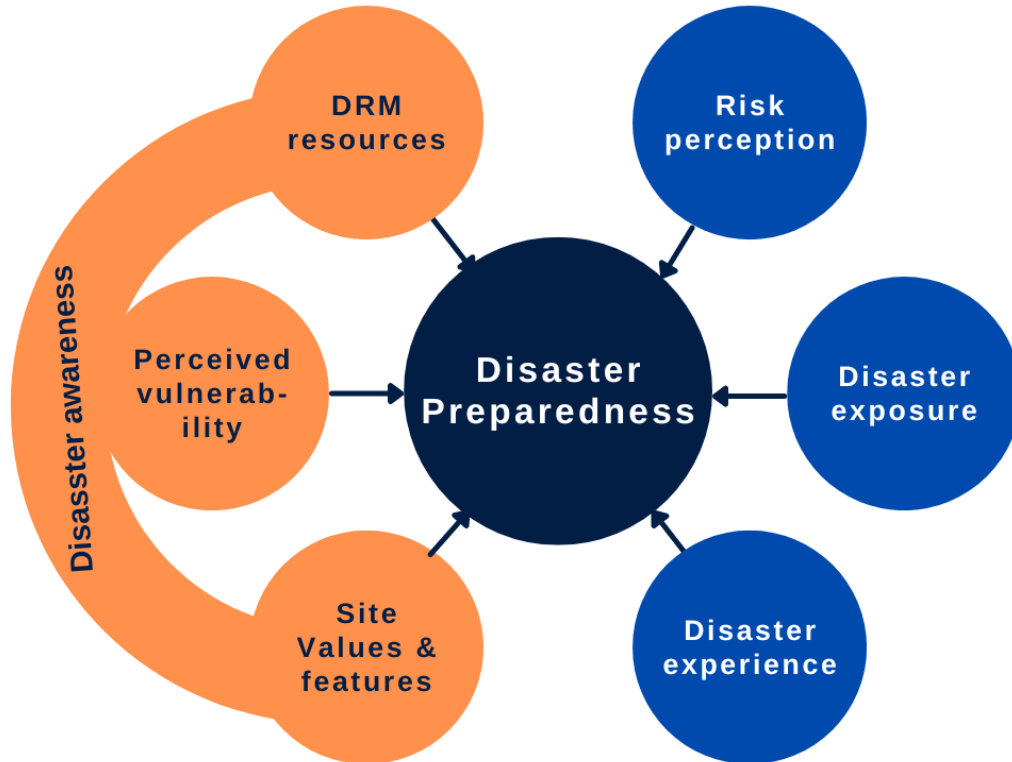 DRM
resources
Risk
perception
Disasster awareness
Perceived
vulnerab-
ility
Disaster
Preparedness
Disaster
exposure
Site
Values &
features
Disaster
experience